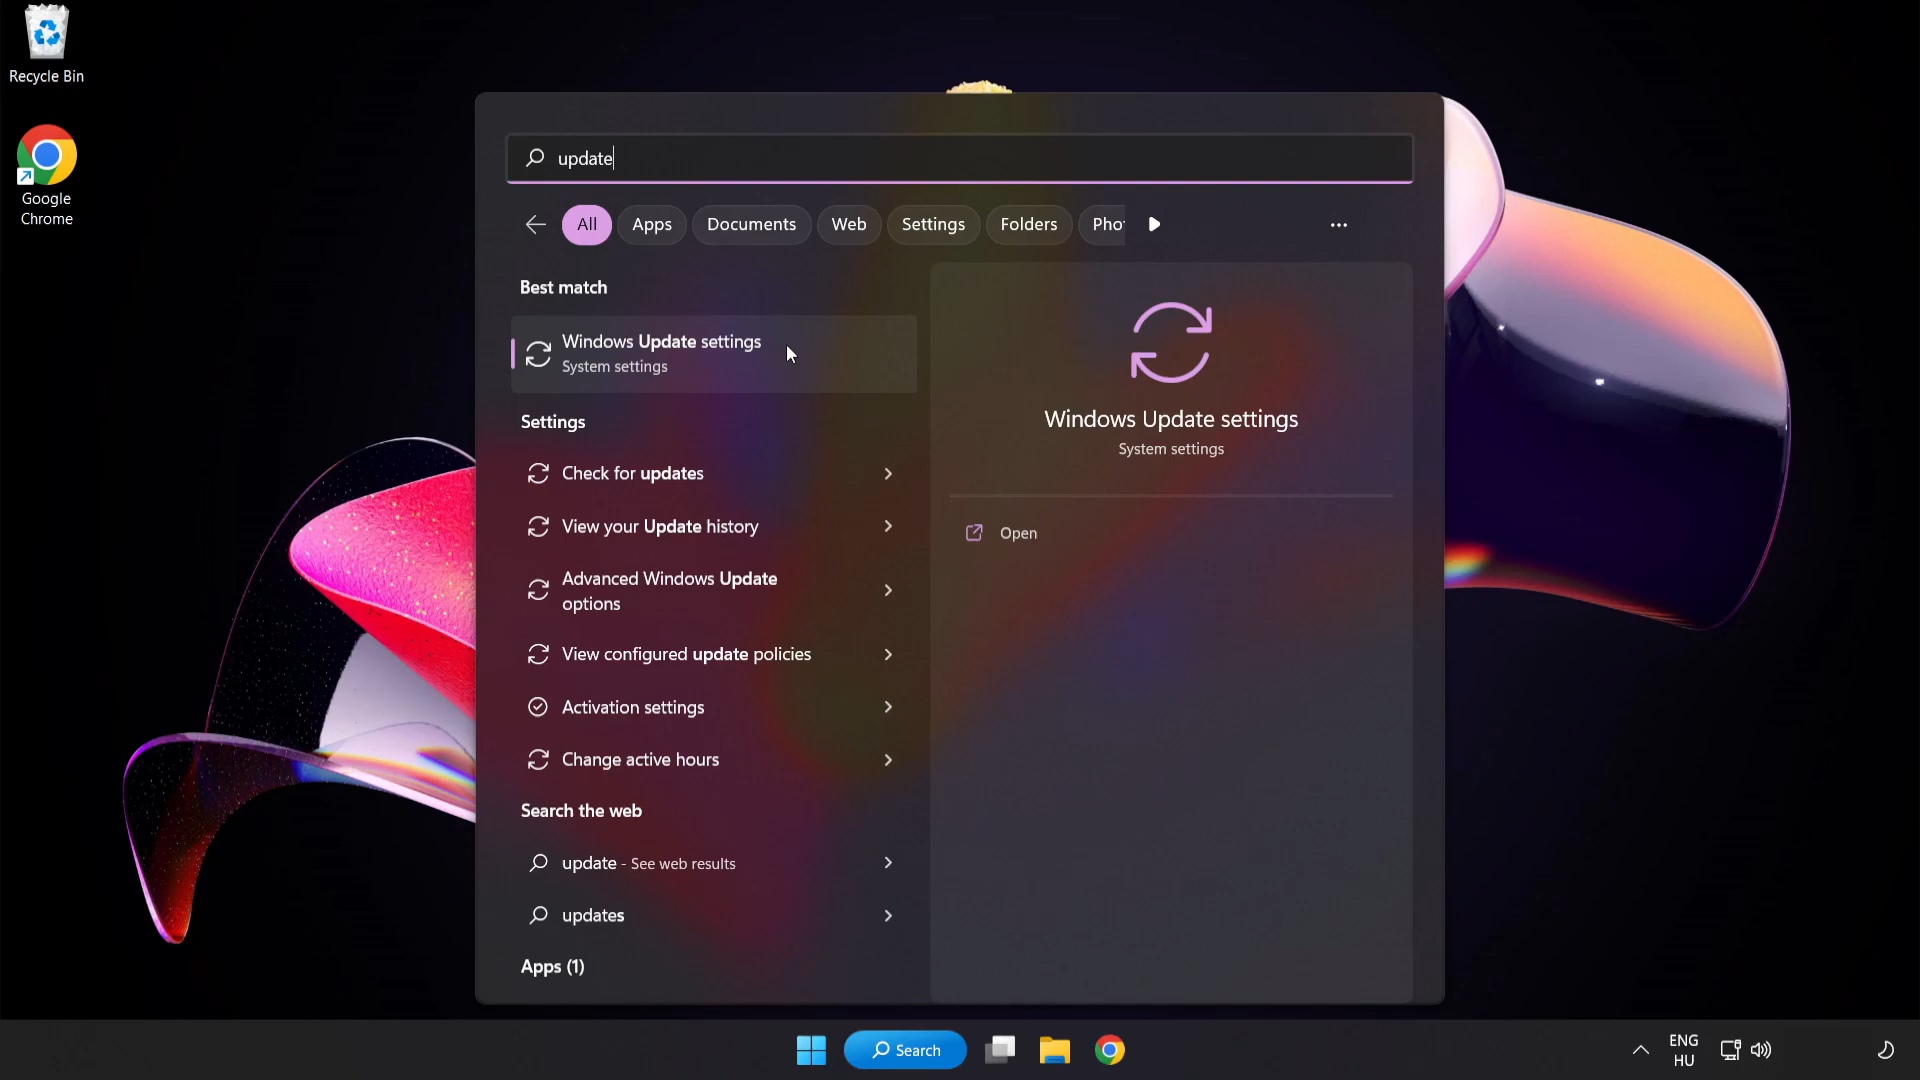 Recycle Bin
Google
Chrome
update
All
Apps
Documents
Web
Settings
Folders
Pho
Best match
Windows Update settings
System settings
Settings
Check for updates
View your Update history
Advanced Windows Update
options
View configured update policies
Activation settings
Change active hours
Search the web
update - See web results
updates
Apps (1)
Windows Update settings
System settings
Open
Search
ENG
HU